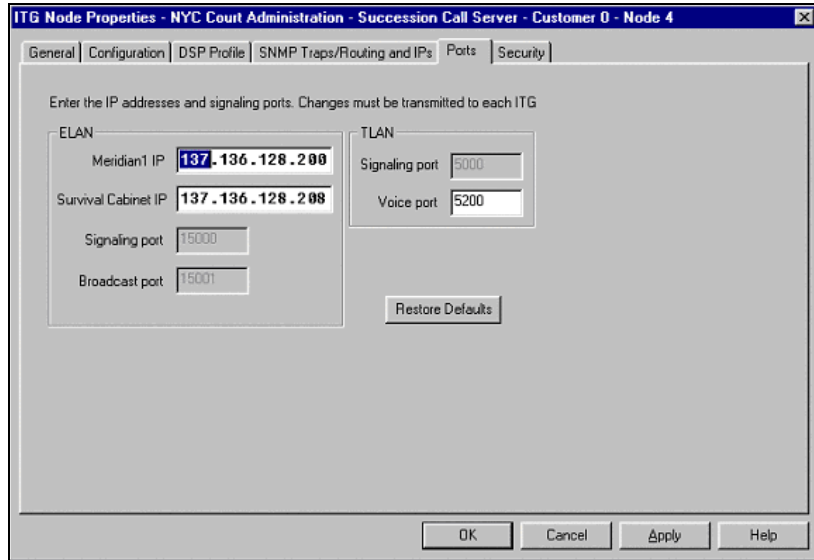 ITG Node Properties - NYC Court Administration - Succession Call Server - Customer 0 - Node 4
General Configuration DSP Profile SNMP Traps/Routing and IPs Ports Security
Enter the IP addresses and signaling ports. Changes must be transmitted to each ITG
ELAN
Meridian1 IP 137.136.128.200
Survival Cabinet IP 137.136.128.208
Signaling port 15000
Broadcast port 15001
TLAN
Signaling port 5000
Voice port 5200
Restore Defaults
OK Cancel Apply Help